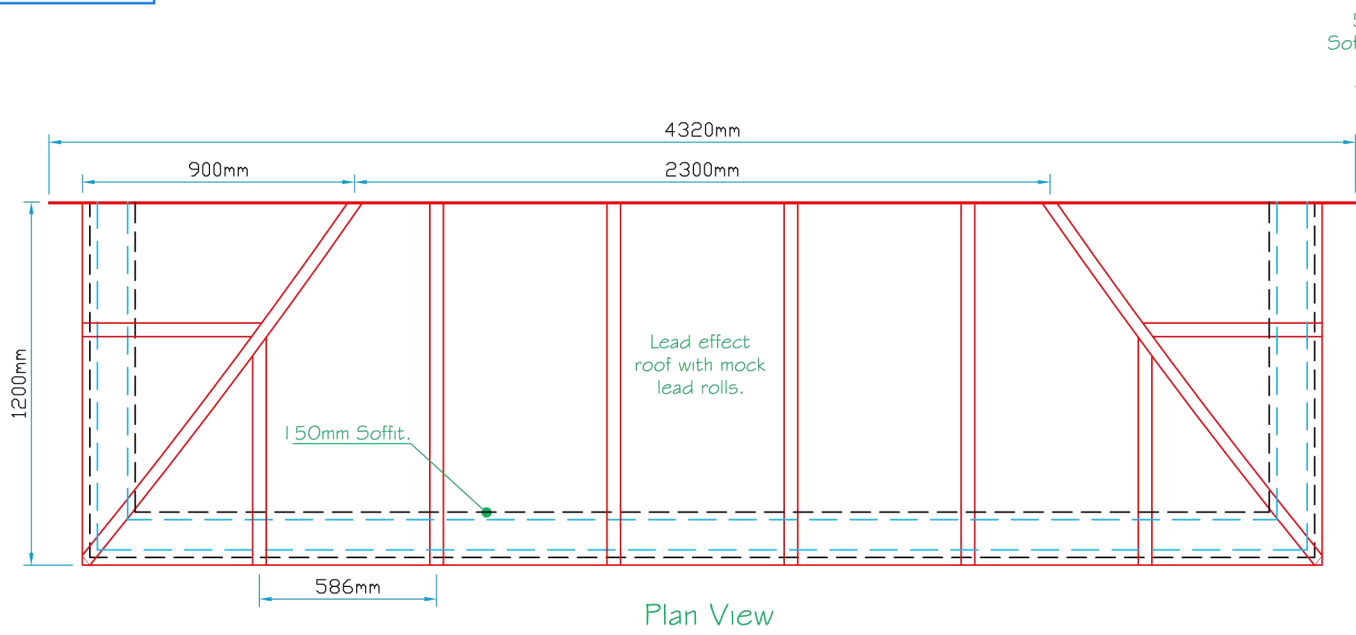 4320mm
900mm
2300mm
1200mm
Lead effect
roof with mock
lead rolls.
150mm Soffit.
586mm
Plan View